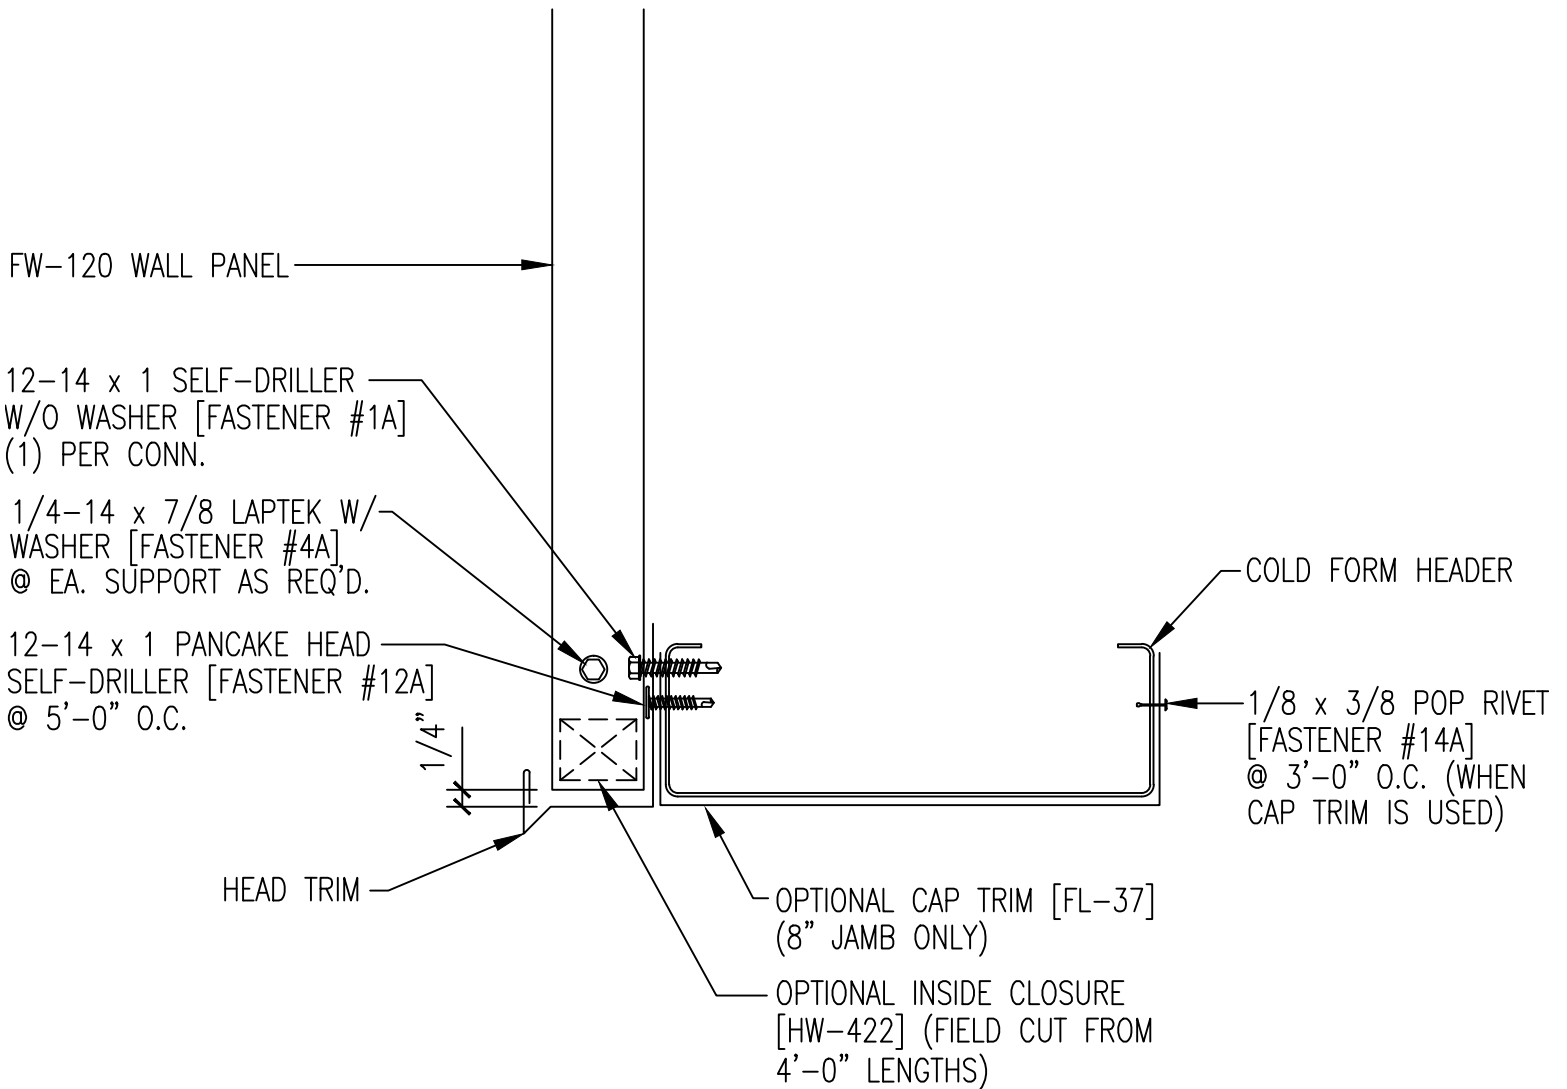 FW-120 WALL PANEL
12-14 x 1 SELF-DRILLER
W/O WASHER [FASTENER #1A]
(1) PER CONN.
1/4-14 x 7/8 LAPTEK W/
WASHER [FASTENER #4A]
@ EA. SUPPORT AS REQ'D.
12-14 x 1 PANCAKE HEAD
SELF-DRILLER [FASTENER #12A]
@ 5'-0" O.C.
1/4"
HEAD TRIM
COLD FORM HEADER
1/8 x 3/8 POP RIVET
[FASTENER #14A]
@ 3'-0" O.C. (WHEN
CAP TRIM IS USED)
OPTIONAL CAP TRIM [FL-37]
(8" JAMB ONLY)
OPTIONAL INSIDE CLOSURE
[HW-422] (FIELD CUT FROM
4'-0" LENGTHS)